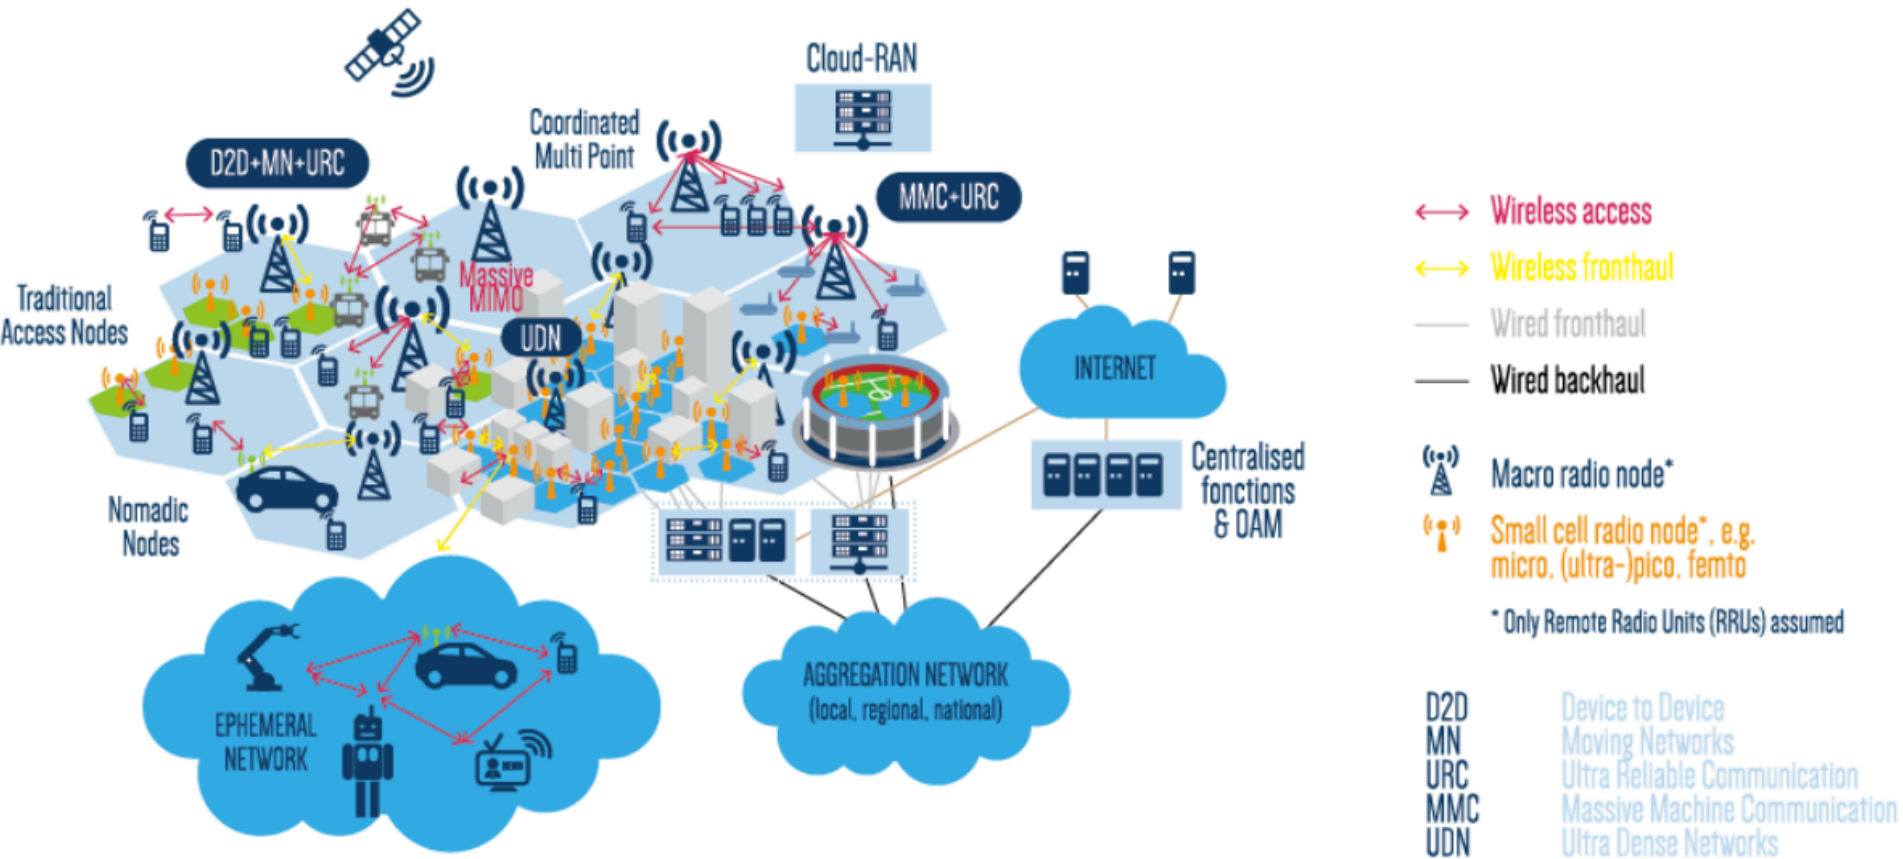 Cloud-RAN
Coordinated
Multi Point
D2D+MN+URC
MMC+URC
Massive
MIMO
Traditional
Access Nodes
UDN
INTERNET
Centralised
fonctions
& OAM
Nomadic
Nodes
EPHEMERAL
NETWORK
NEWS
AGGREGATION NETWORK
(local, regional, national)
Wireless access
Wireless fronthaul
Wired fronthaul
Wired backhaul
Macro radio node*
Small cell radio node*, e.g.
micro, (ultra-)pico, femto
* Only Remote Radio Units (RRUs) assumed
D2D Device to Device
MN Moving Networks
URC Ultra Reliable Communication
MMC Massive Machine Communication
UDN Ultra Dense Networks